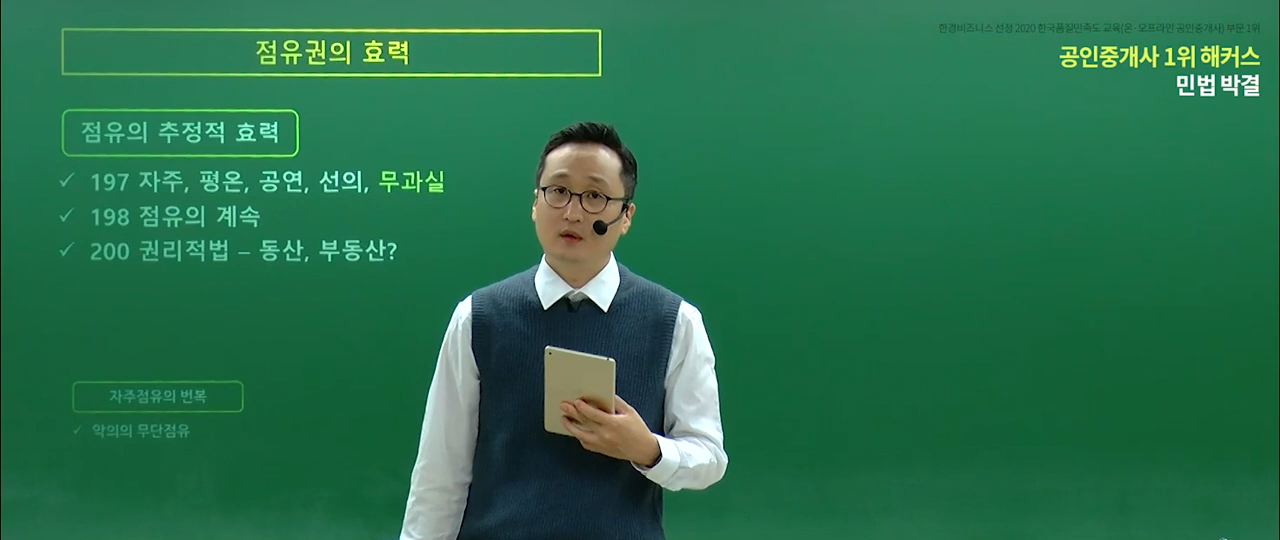 점유권의 효력
한경비즈니스 선정 2020 한국품질만족도 교육(온·오프라인 공인중개사) 부문 1위
공인중개사 1위 해커스
민법 박결
점유의 추정적 효력
✓ 197 자주, 평온, 공연, 선의, 무과실
✓ 198 점유의 계속
✓ 200 권리적법 – 동산, 부동산?
자주점유의 번복
✓ 악의의 무단점유